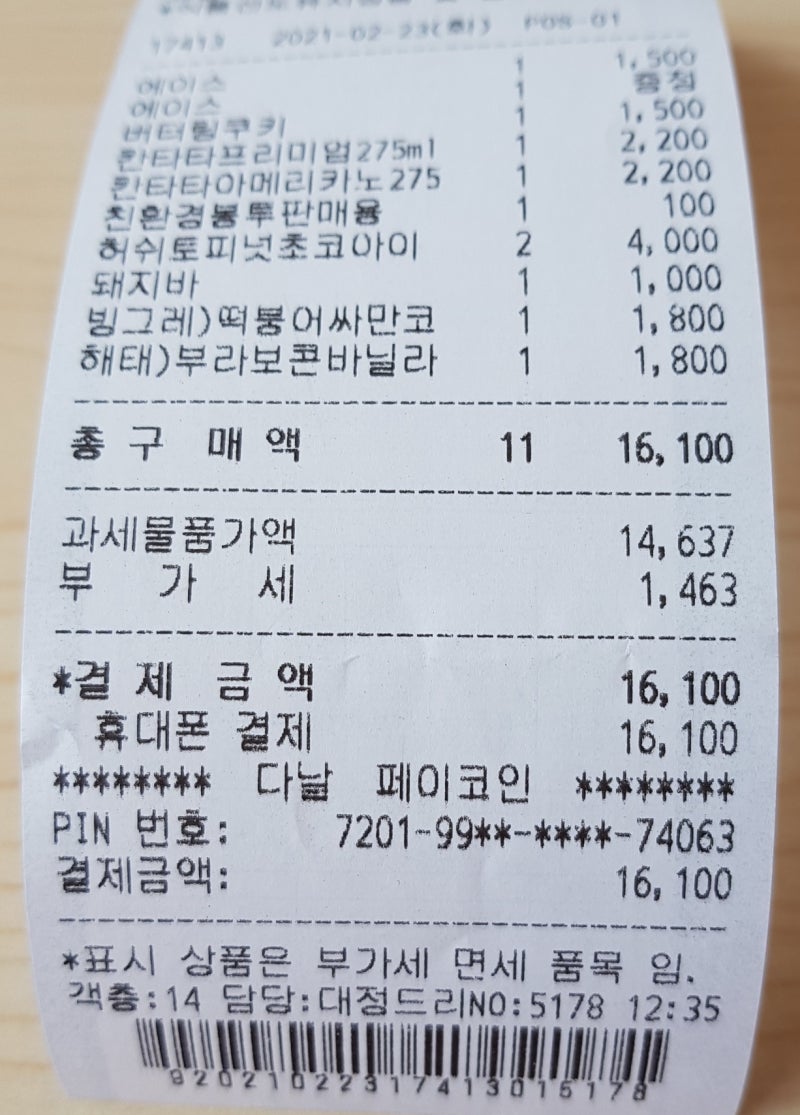 17413 2021-02-23(화) POS-01
에이스 1 1,500
에이스 1 증정
버터링쿠키 1 1,500
칸타타프리미엄275ml 1 2,200
칸타타아메리카노275 1 2,200
친환경봉투판매용 1 100
허쉬토피넛초코아이 2 4,000
돼지바 1 1,000
빙그레)떡붕어싸만코 1 1,800
해태)부라보콘바닐라 1 1,800
총 구 매 액 11 16,100
과세물품가액 14,637
부 가 세 1,463
*결 제 금 액 16,100
휴대폰 결제 16,100
******** 다날 페이코인 ********
PIN 번호: 7201-99**-****-74063
결제금액: 16,100
*표시 상품은 부가세 면세 품목 임.
객층:14 담당:대정드리NO:5178 12:35
92021022317413015178